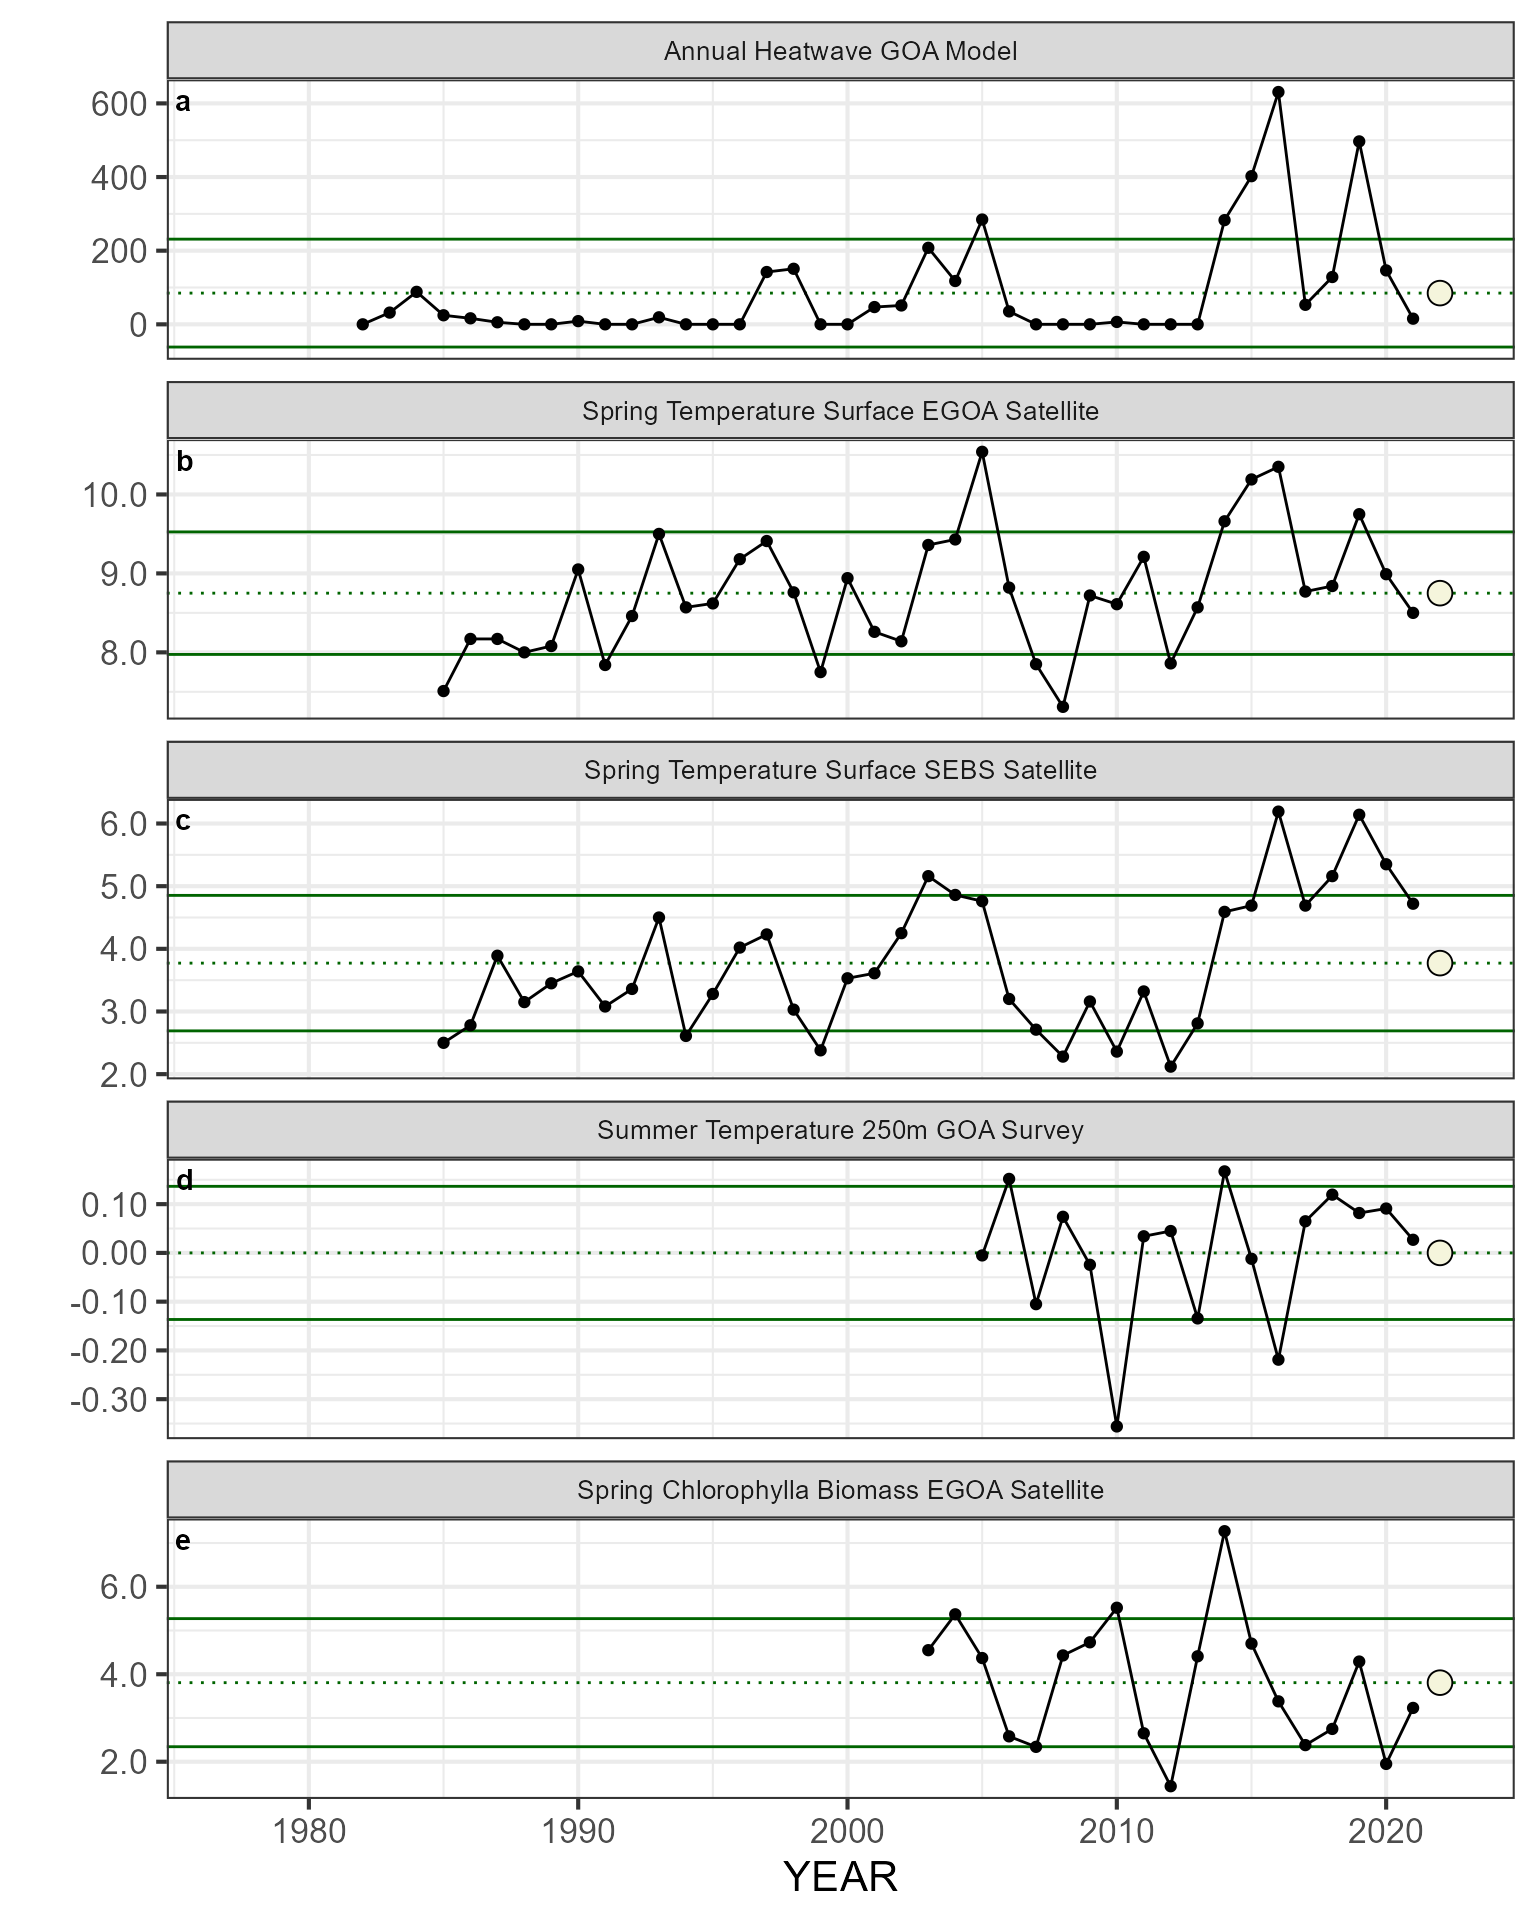 Annual Heatwave GOA Model
a
600
400
200
0
Spring Temperature Surface EGOA Satellite
b
10.0
9.0
8.0
Spring Temperature Surface SEBS Satellite
c
6.0
5.0
4.0
3.0
2.0
Summer Temperature 250m GOA Survey
d
0.10
0.00
-0.10
-0.20
-0.30
Spring Chlorophylla Biomass EGOA Satellite
e
6.0
4.0
2.0
1980 1990 2000 2010 2020
YEAR